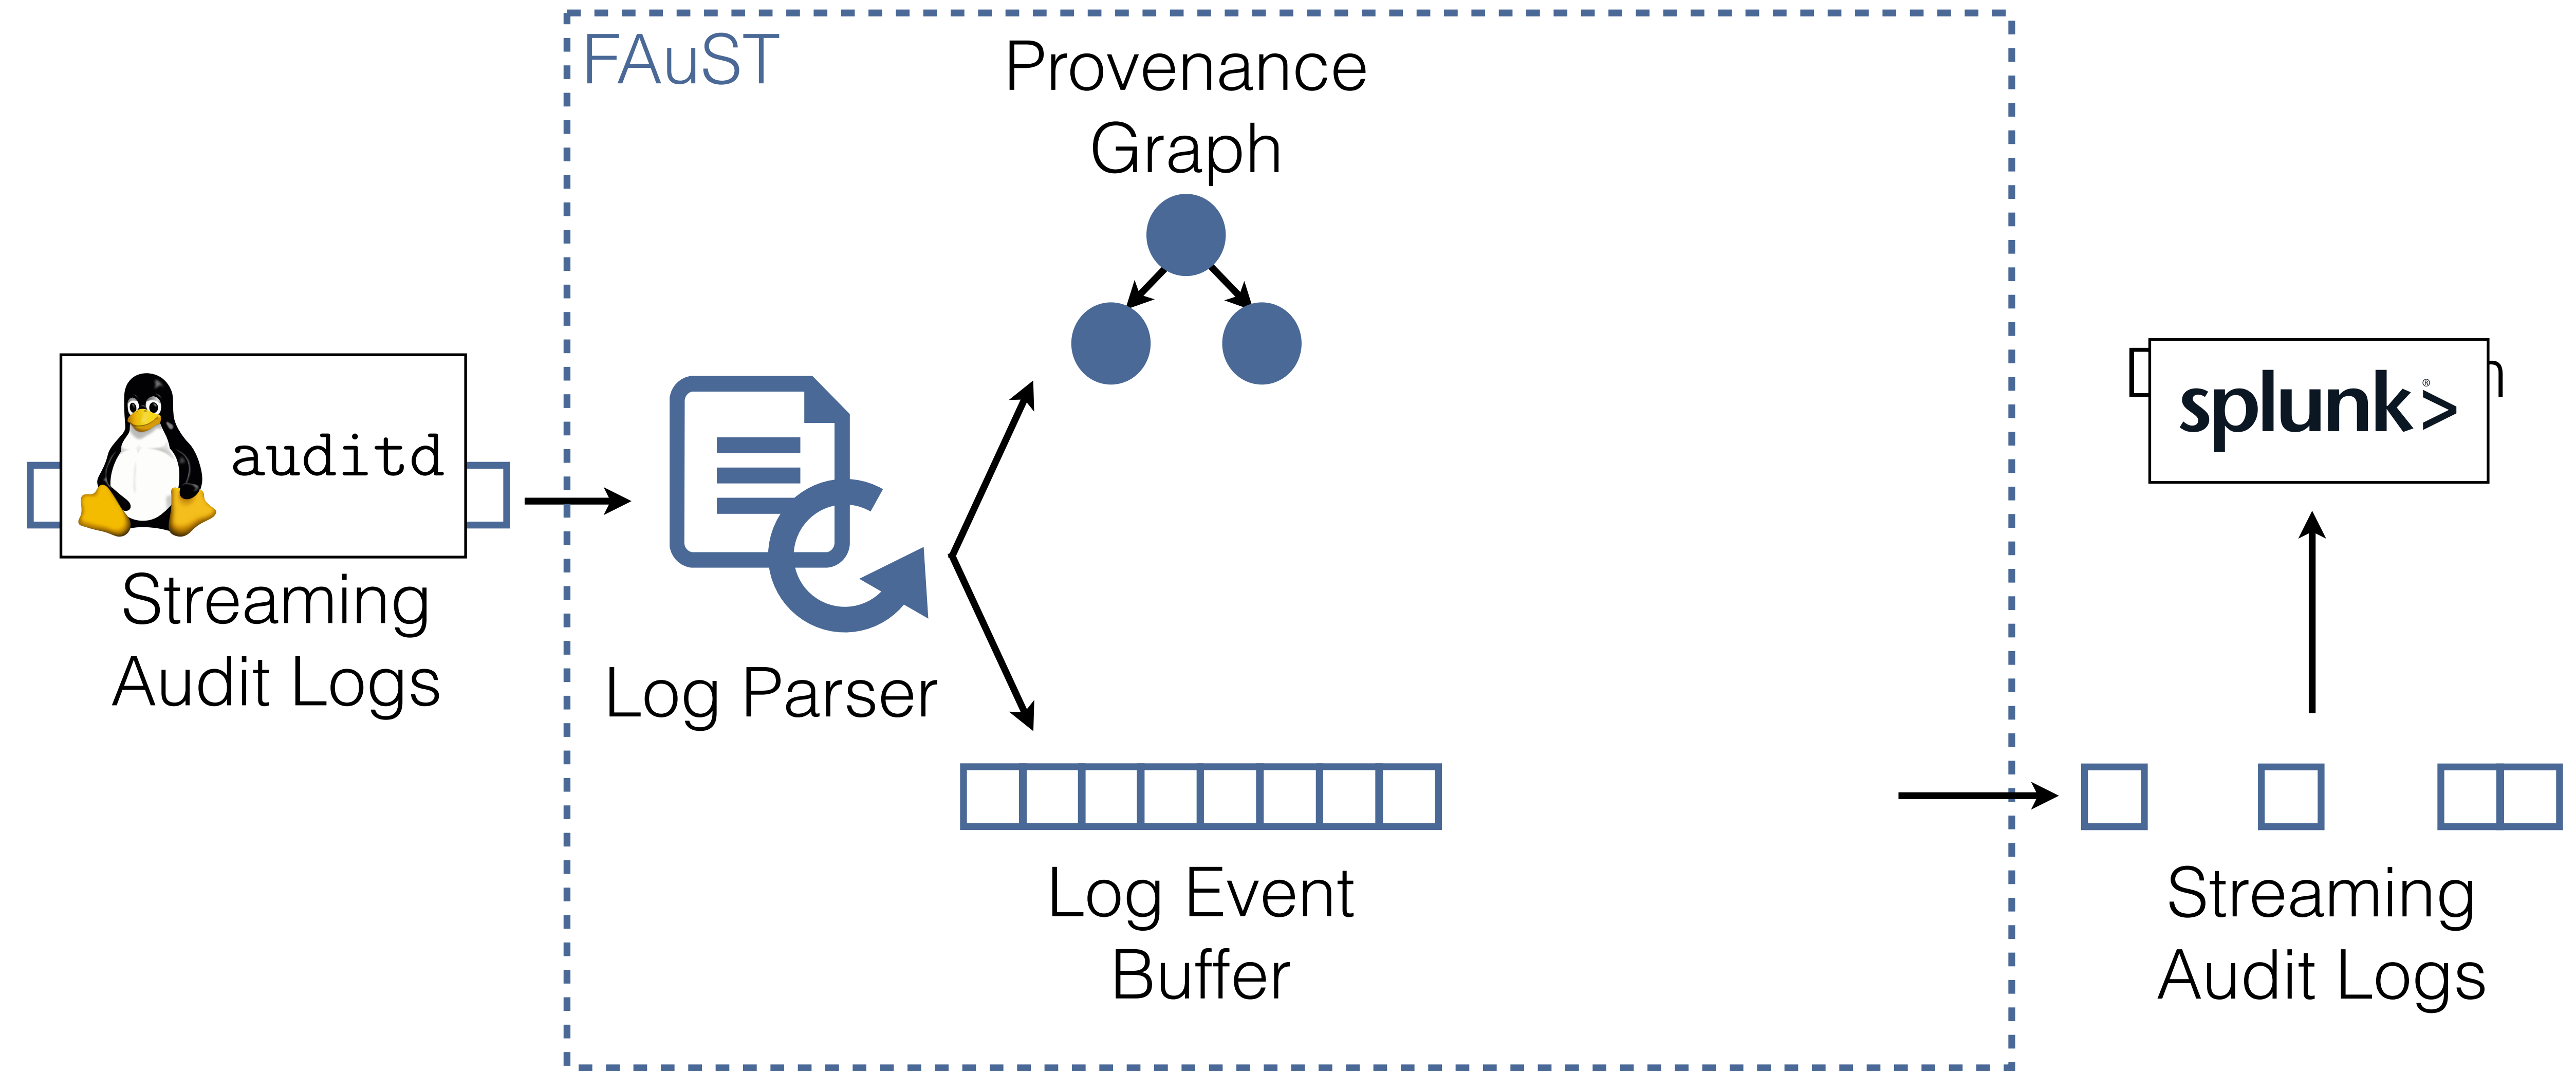 FAuST
Provenance
Graph
auditd
Streaming
Audit Logs
Log Parser
Log Event
Buffer
splunk>®
Streaming
Audit Logs